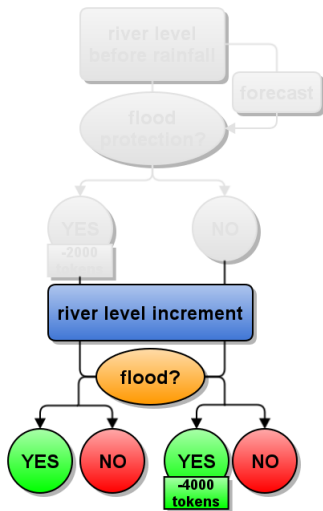 river level
before rainfall
forecast
flood
protection?
YES
NO
-2000
tokens
river level increment
flood?
YES
NO
YES
NO
-4000
tokens